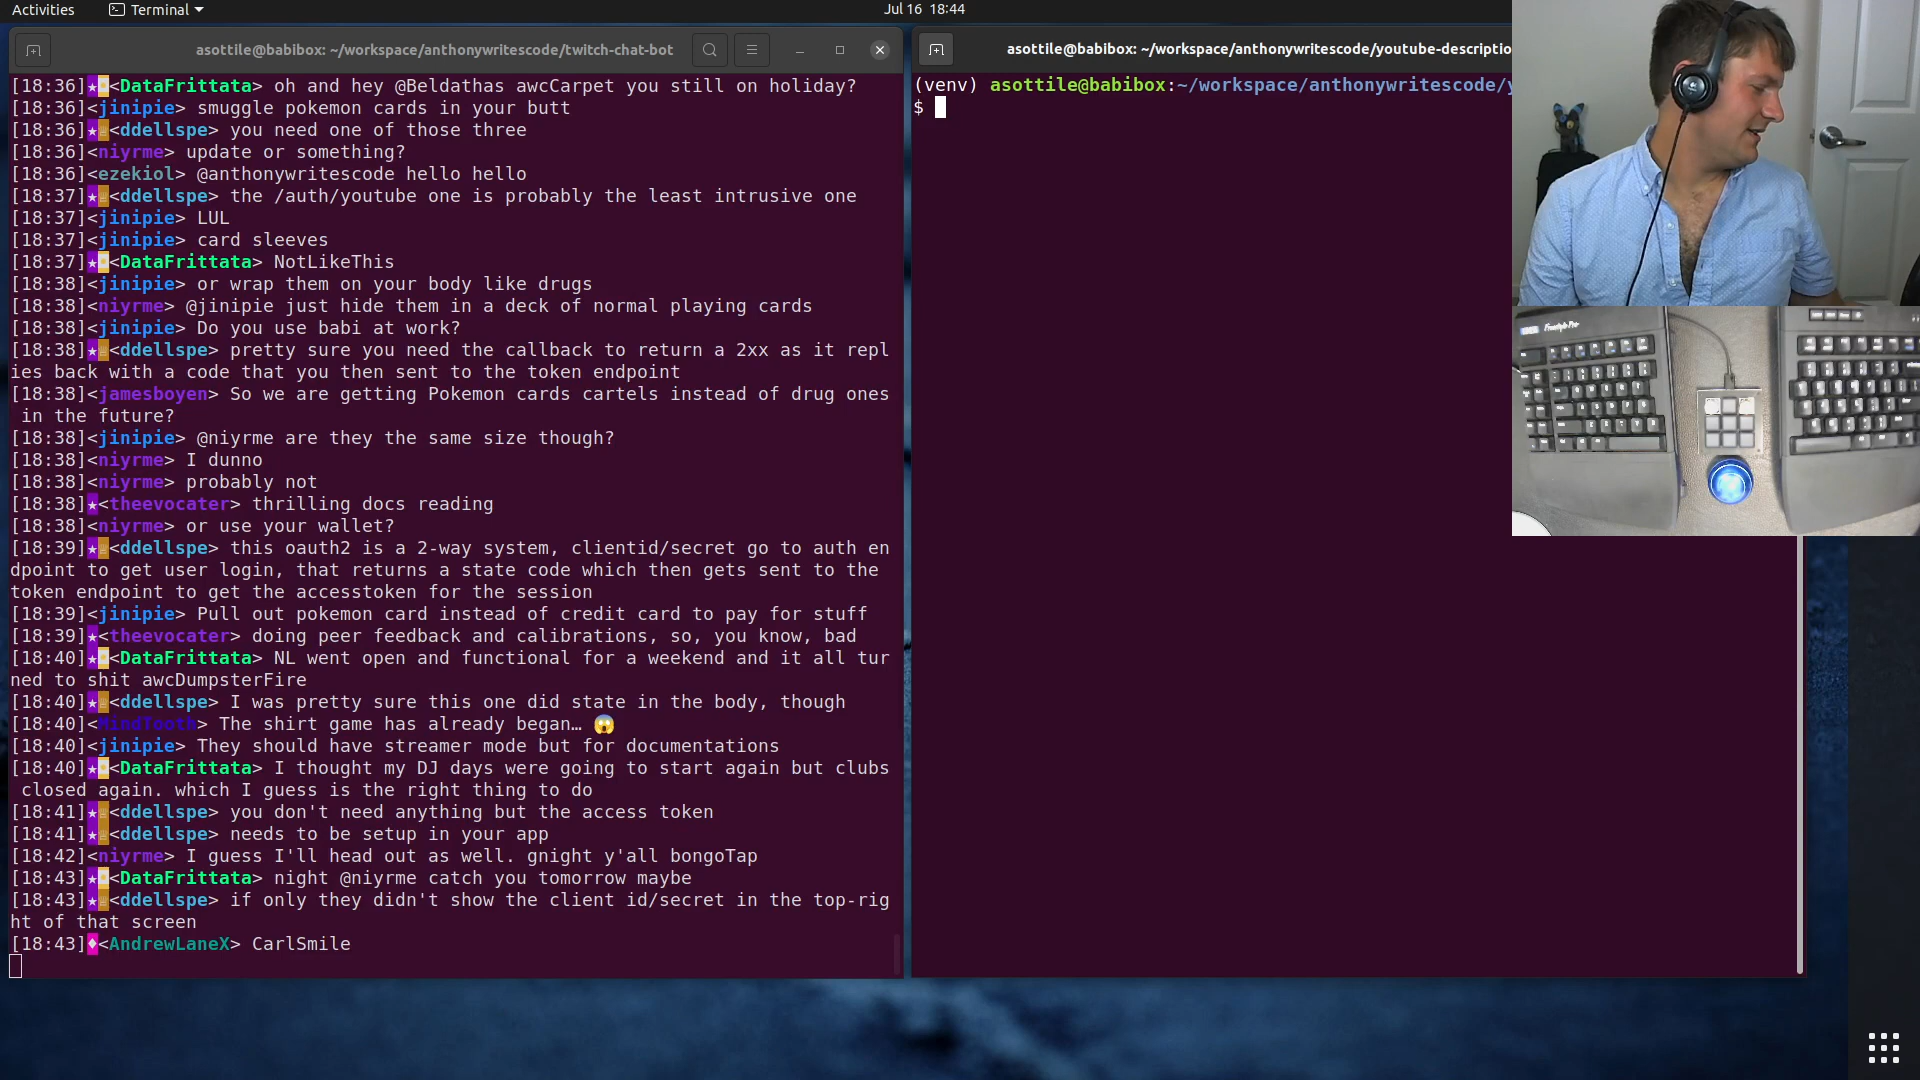 Activities
Terminal
Jul 16 18:44
asottile@babibox: ~/workspace/anthonywritescode/twitch-chat-bot
[18:36]★<DataFrittata> oh and hey @Beldathas awcCarpet you still on holiday?
[18:36]<jinipie> smuggle pokemon cards in your butt
[18:36]★<ddellspe> you need one of those three
[18:36]<niyrme> update or something?
[18:36]<ezekiol> @anthonywritescode hello hello
[18:37]★<ddellspe> the /auth/youtube one is probably the least intrusive one
[18:37]<jinipie> LUL
[18:37]<jinipie> card sleeves
[18:37]★<DataFrittata> NotLikeThis
[18:38]<jinipie> or wrap them on your body like drugs
[18:38]<niyrme> @jinipie just hide them in a deck of normal playing cards
[18:38]<jinipie> Do you use babi at work?
[18:38]★<ddellspe> pretty sure you need the callback to return a 2xx as it repl
ies back with a code that you then sent to the token endpoint
[18:38]<jamesboyen> So we are getting Pokemon cards cartels instead of drug ones
 in the future?
[18:38]<jinipie> @niyrme are they the same size though?
[18:38]<niyrme> I dunno
[18:38]<niyrme> probably not
[18:38]★<theevocater> thrilling docs reading
[18:38]<niyrme> or use your wallet?
[18:39]★<ddellspe> this oauth2 is a 2-way system, clientid/secret go to auth en
dpoint to get user login, that returns a state code which then gets sent to the
token endpoint to get the accesstoken for the session
[18:39]<jinipie> Pull out pokemon card instead of credit card to pay for stuff
[18:39]★<theevocater> doing peer feedback and calibrations, so, you know, bad
[18:40]★<DataFrittata> NL went open and functional for a weekend and it all tur
ned to shit awcDumpsterFire
[18:40]★<ddellspe> I was pretty sure this one did state in the body, though
[18:40]<MindTooth> The shirt game has already began… 😱
[18:40]<jinipie> They should have streamer mode but for documentations
[18:40]★<DataFrittata> I thought my DJ days were going to start again but clubs
 closed again. which I guess is the right thing to do
[18:41]★<ddellspe> you don't need anything but the access token
[18:41]★<ddellspe> needs to be setup in your app
[18:42]<niyrme> I guess I'll head out as well. gnight y'all bongoTap
[18:43]★<DataFrittata> night @niyrme catch you tomorrow maybe
[18:43]★<ddellspe> if only they didn't show the client id/secret in the top-rig
ht of that screen
[18:43]♦<AndrewLaneX> CarlSmile
asottile@babibox: ~/workspace/anthonywritescode/youtube-descriptio
(venv) asottile@babibox:~/workspace/anthonywritescode/y
$
Freestyle Pro